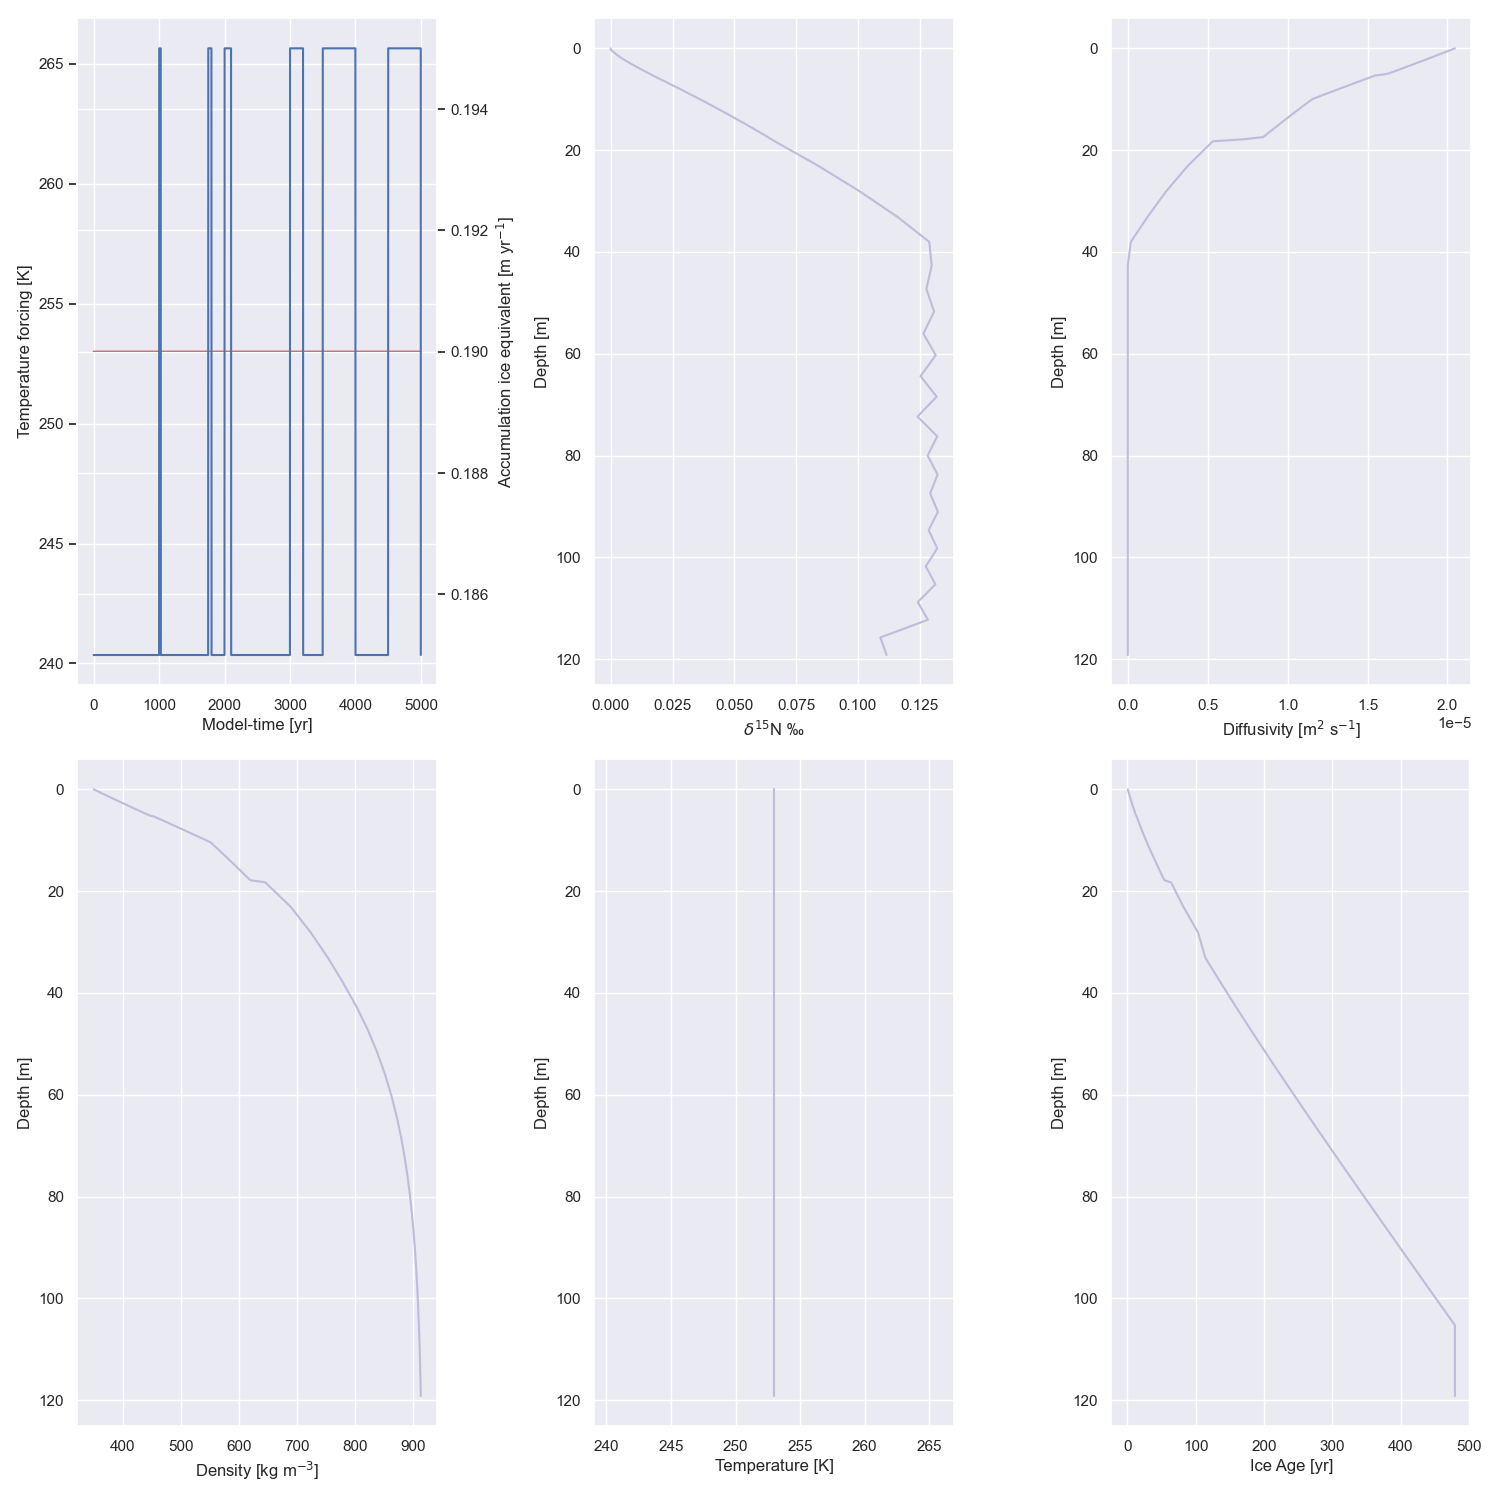 Temperature forcing [K]
265
260
255
250
245
240
0 1000 2000 3000 4000 5000
Model-time [yr]
0.194
0.192
0.190
0.188
0.186
Accumulation ice equivalent [m yr⁻¹]
Depth [m]
0
20
40
60
80
100
120
0.000 0.025 0.050 0.075 0.100 0.125
δ¹⁵N ‰
Depth [m]
0
20
40
60
80
100
120
0.0 0.5 1.0 1.5 2.0
1e−5
Diffusivity [m² s⁻¹]
Depth [m]
0
20
40
60
80
100
120
400 500 600 700 800 900
Density [kg m⁻³]
Depth [m]
0
20
40
60
80
100
120
240 245 250 255 260 265
Temperature [K]
Depth [m]
0
20
40
60
80
100
120
0 100 200 300 400 500
Ice Age [yr]